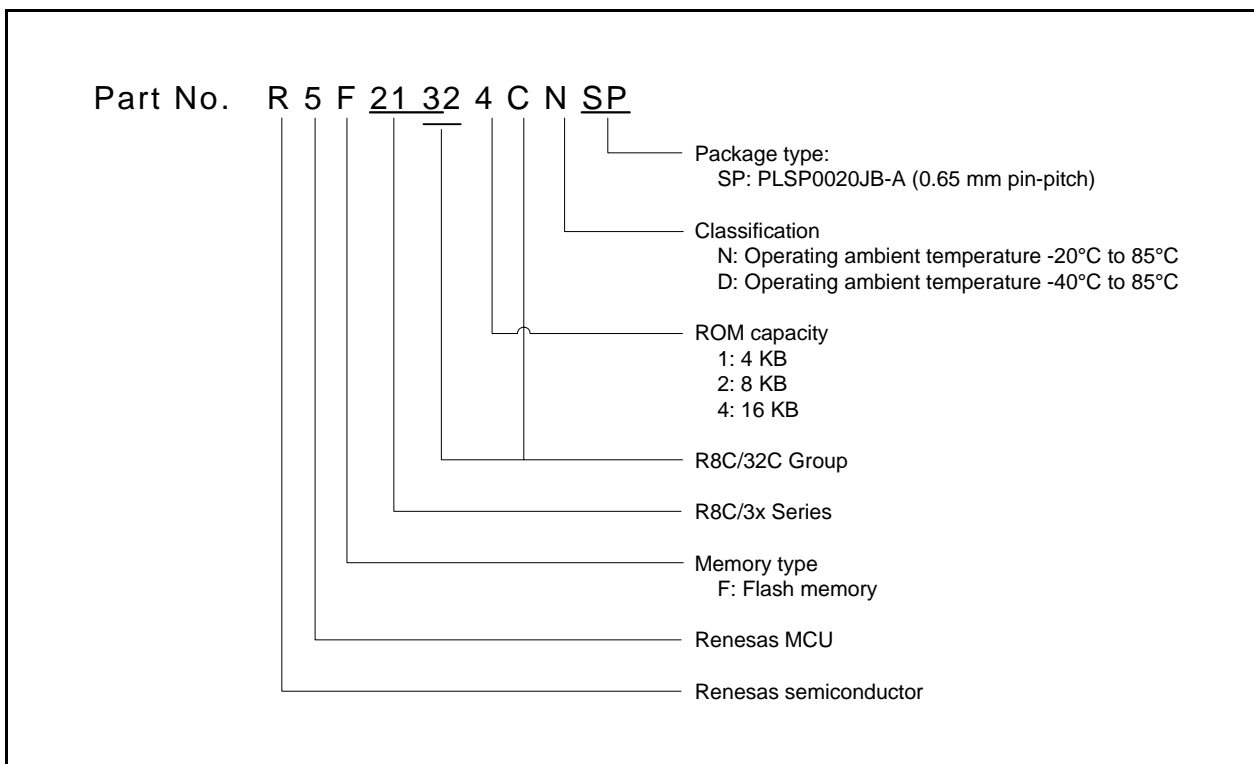 Part No. R 5 F 21 32 4 C N SP
Package type:
SP: PLSP0020JB-A (0.65 mm pin-pitch)
Classification
N: Operating ambient temperature -20°C to 85°C
D: Operating ambient temperature -40°C to 85°C
ROM capacity
1: 4 KB
2: 8 KB
4: 16 KB
R8C/32C Group
R8C/3x Series
Memory type
F: Flash memory
Renesas MCU
Renesas semiconductor